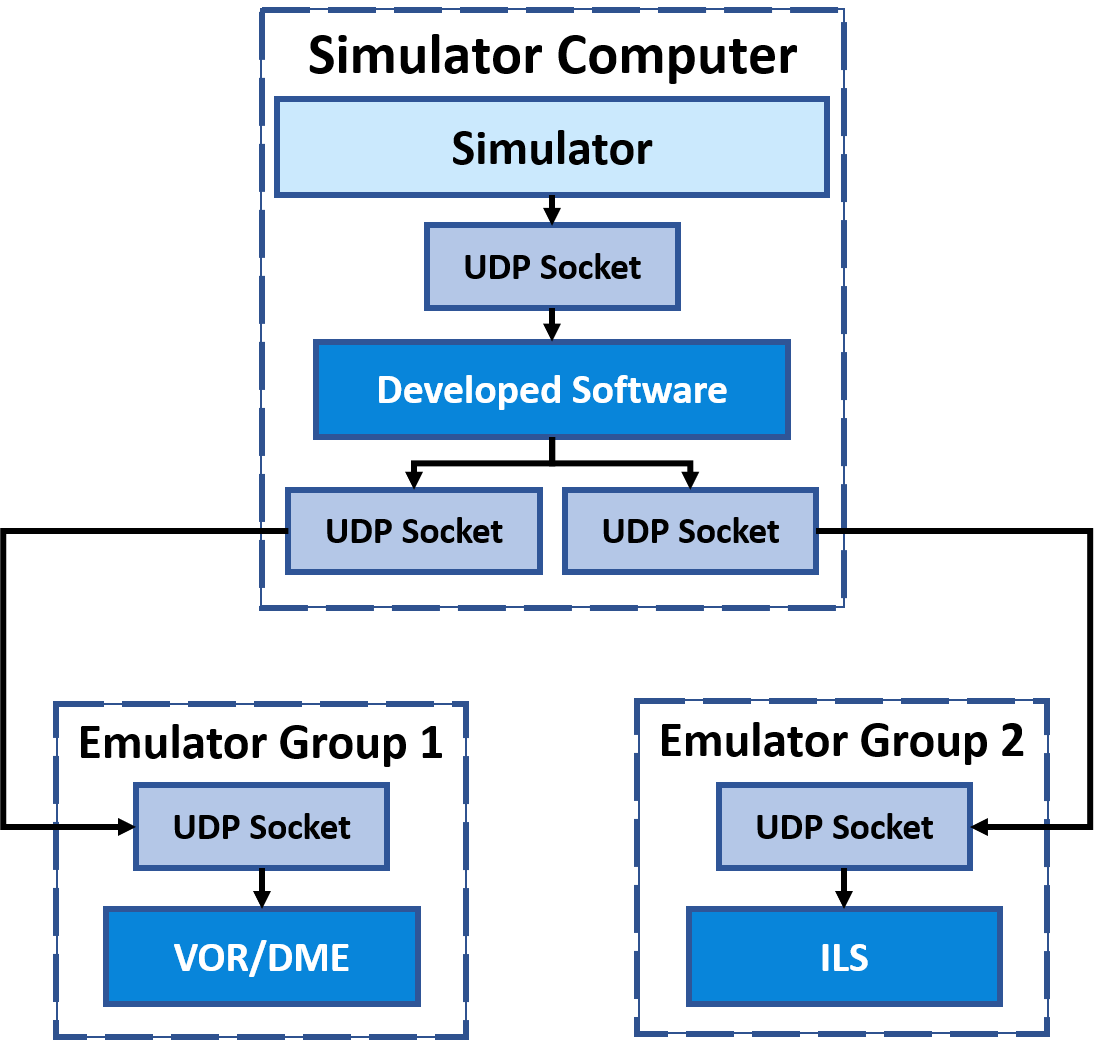 Simulator Computer
Simulator
UDP Socket
Developed Software
UDP Socket
UDP Socket
Emulator Group 1
UDP Socket
VOR/DME
Emulator Group 2
UDP Socket
ILS